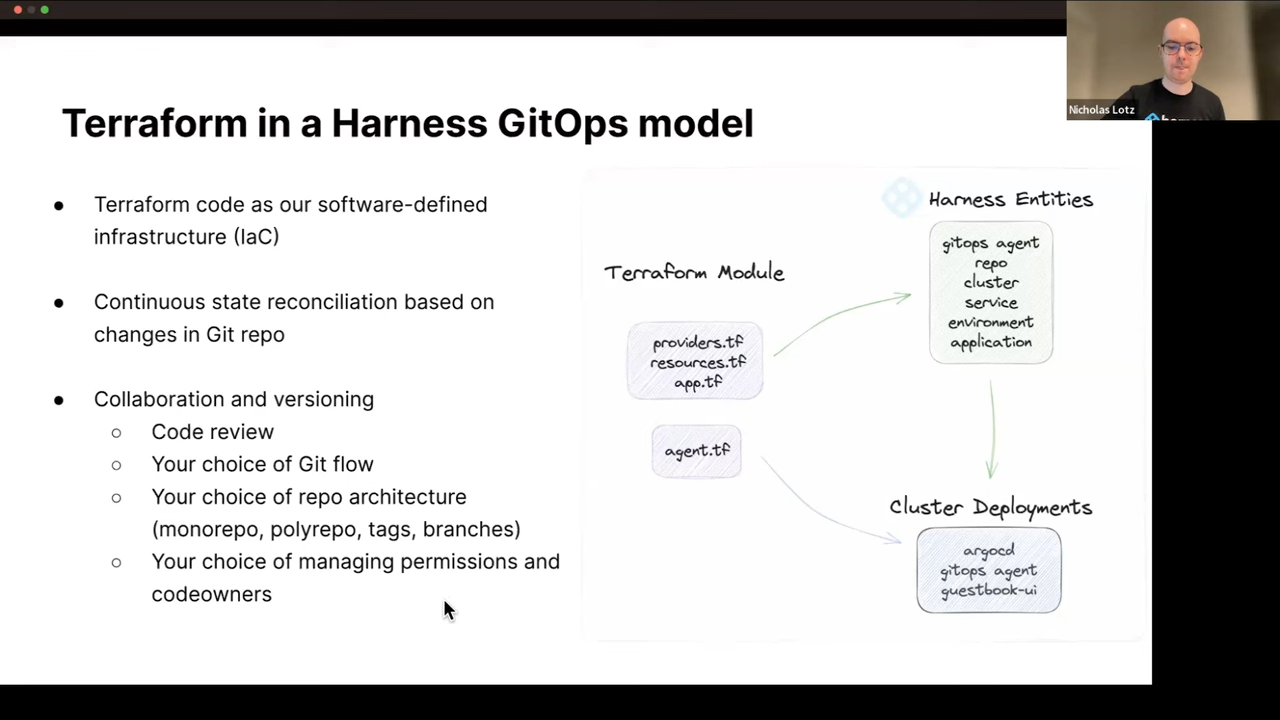 Nicholas Lotz
Terraform in a Harness GitOps model
● Terraform code as our software-defined
infrastructure (IaC)
● Continuous state reconciliation based on
changes in Git repo
● Collaboration and versioning
○ Code review
○ Your choice of Git flow
○ Your choice of repo architecture
(monorepo, polyrepo, tags, branches)
○ Your choice of managing permissions and
codeowners
Terraform Module
providers.tf
resources.tf
app.tf
agent.tf
Harness Entities
gitops agent
repo
cluster
service
environment
application
Cluster Deployments
argocd
gitops agent
guestbook-ui